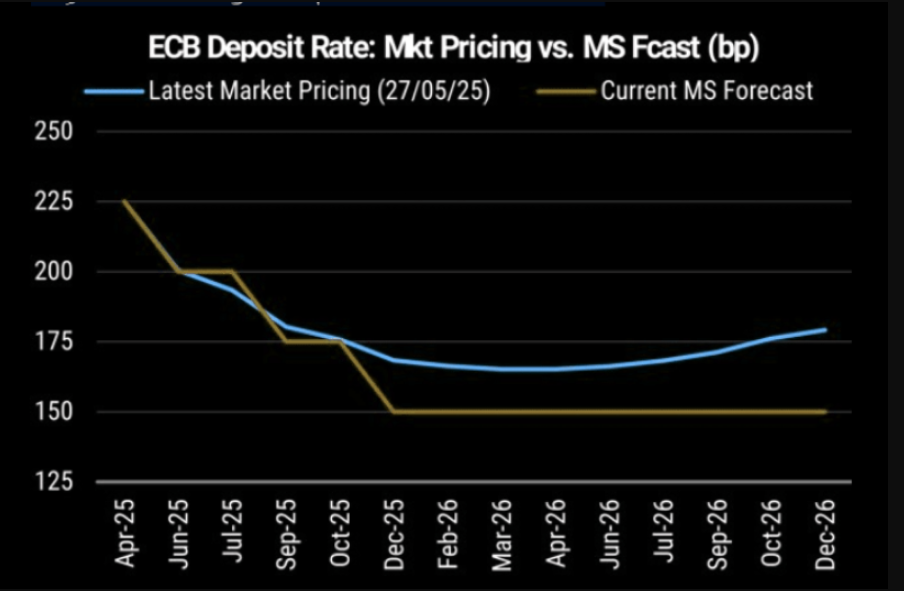 ECB Deposit Rate: Mkt Pricing vs. MS Fcast (bp)
Latest Market Pricing (27/05/25) Current MS Forecast
250
225
200
175
150
125
Apr-25 Jun-25 Jul-25 Sep-25 Oct-25 Dec-25 Feb-26 Mar-26 Apr-26 Jun-26 Jul-26 Sep-26 Oct-26 Dec-26